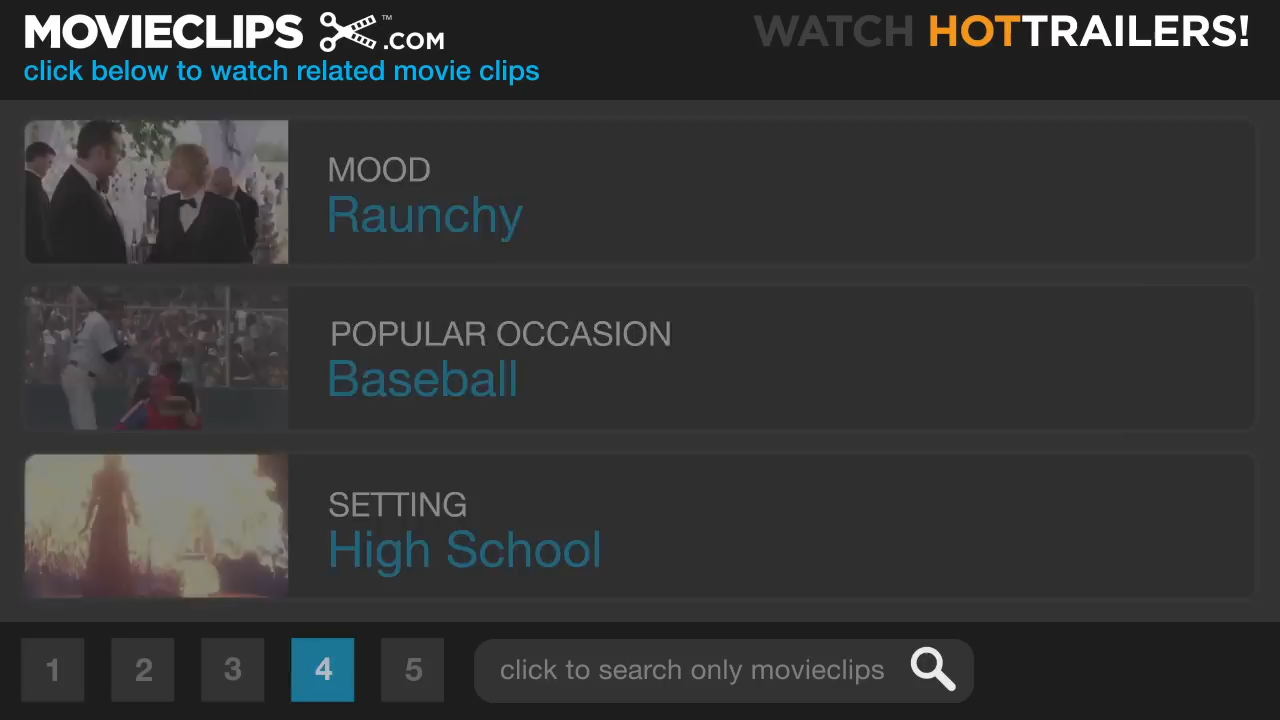 MOVIECLIPS ™ .COM
WATCH HOTTRAILERS!
click below to watch related movie clips
MOOD
Raunchy
POPULAR OCCASION
Baseball
SETTING
High School
1 2 3 4 5 click to search only movieclips